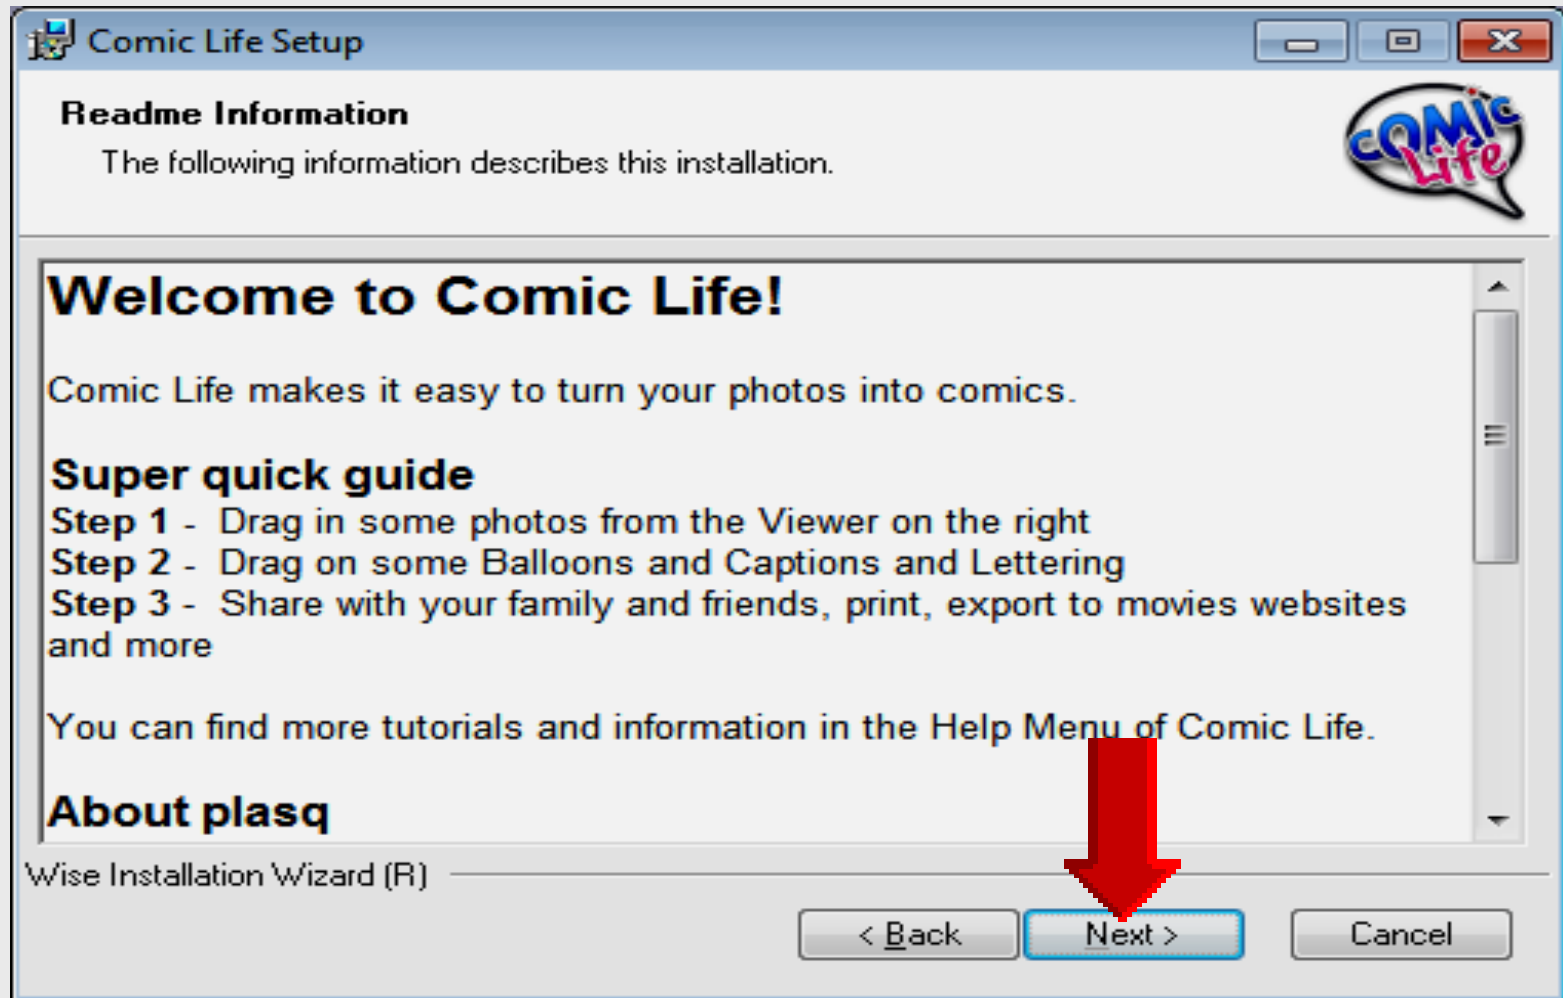 Comic Life Setup
Readme Information
The following information describes this installation.
COMIC
Life
Welcome to Comic Life!
Comic Life makes it easy to turn your photos into comics.
Super quick guide
Step 1 - Drag in some photos from the Viewer on the right
Step 2 - Drag on some Balloons and Captions and Lettering
Step 3 - Share with your family and friends, print, export to movies websites
and more
You can find more tutorials and information in the Help Menu of Comic Life.
About plasq
Wise Installation Wizard (R)
< Back Next > Cancel